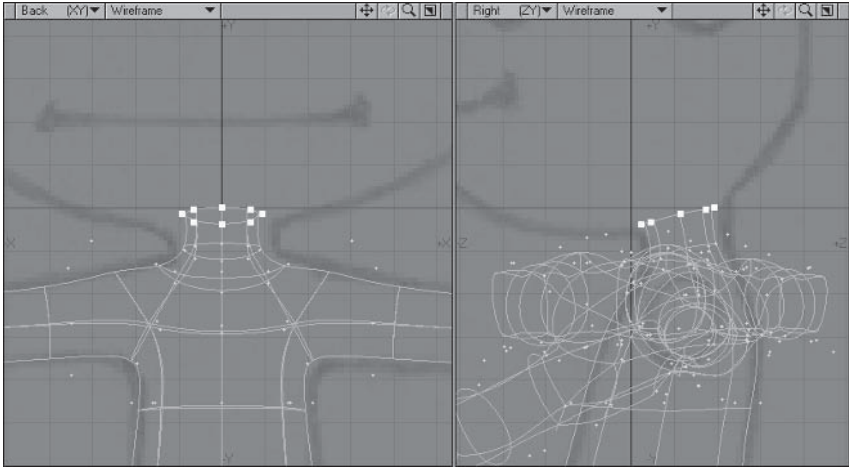 Back (XY) Wireframe
+Y
-X
+X
-Y
Right (ZY) Wireframe
+Y
-Z
+Z
-Y